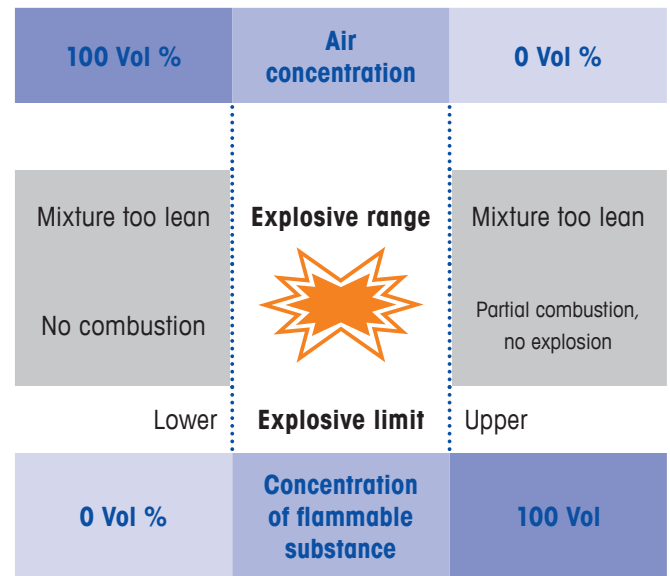 100 Vol %
Air
concentration
0 Vol %
Mixture too lean
Explosive range
Mixture too lean
No combustion
Partial combustion,
no explosion
Lower
Explosive limit
Upper
0 Vol %
Concentration
of flammable
substance
100 Vol